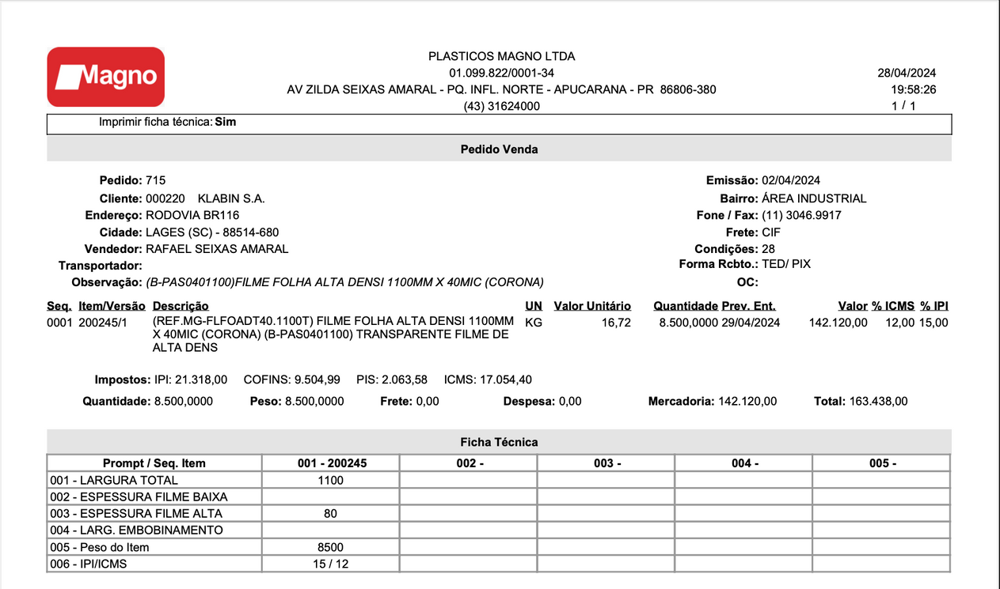 Magno
PLASTICOS MAGNO LTDA
01.099.822/0001-34
28/04/2024
AV ZILDA SEIXAS AMARAL - PQ. INFL. NORTE - APUCARANA - PR 86806-380
19:58:26
(43) 31624000
1 / 1
Imprimir ficha técnica: Sim
Pedido Venda
Pedido: 715 Emissão: 02/04/2024
Cliente: 000220 KLABIN S.A. Bairro: ÁREA INDUSTRIAL
Endereço: RODOVIA BR116 Fone / Fax: (11) 3046.9917
Cidade: LAGES (SC) - 88514-680 Frete: CIF
Vendedor: RAFAEL SEIXAS AMARAL Condições: 28
Transportador: Forma Rcbto.: TED/ PIX
Observação: (B-PAS0401100)FILME FOLHA ALTA DENSI 1100MM X 40MIC (CORONA) OC:
Seq. Item/Versão Descrição UN Valor Unitário Quantidade Prev. Ent. Valor % ICMS % IPI
0001 200245/1 (REF.MG-FLFOADT40.1100T) FILME FOLHA ALTA DENSI 1100MM KG 16,72 8.500,0000 29/04/2024 142.120,00 12,00 15,00
X 40MIC (CORONA) (B-PAS0401100) TRANSPARENTE FILME DE
ALTA DENS
Impostos: IPI: 21.318,00 COFINS: 9.504,99 PIS: 2.063,58 ICMS: 17.054,40
Quantidade: 8.500,0000 Peso: 8.500,0000 Frete: 0,00 Despesa: 0,00 Mercadoria: 142.120,00 Total: 163.438,00
Ficha Técnica
Prompt / Seq. Item 001 - 200245 002 - 003 - 004 - 005 -
001 - LARGURA TOTAL 1100
002 - ESPESSURA FILME BAIXA
003 - ESPESSURA FILME ALTA 80
004 - LARG. EMBOBINAMENTO
005 - Peso do Item 8500
006 - IPI/ICMS 15 / 12